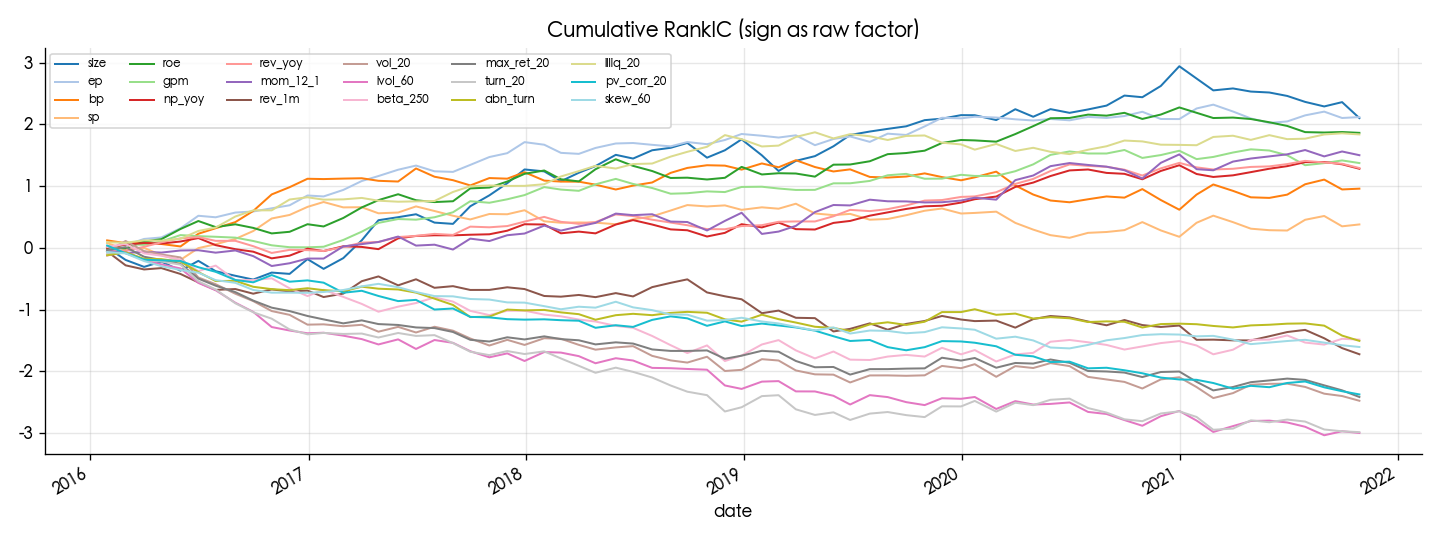 Cumulative RankIC (sign as raw factor)
size roe rev_yoy vol_20 max_ret_20 illiq_20
ep gpm mom_12_1 ivol_60 turn_20 pv_corr_20
bp np_yoy rev_1m beta_250 abn_turn skew_60
sp
3
2
1
0
-1
-2
-3
2016 2017 2018 2019 2020 2021 2022
date